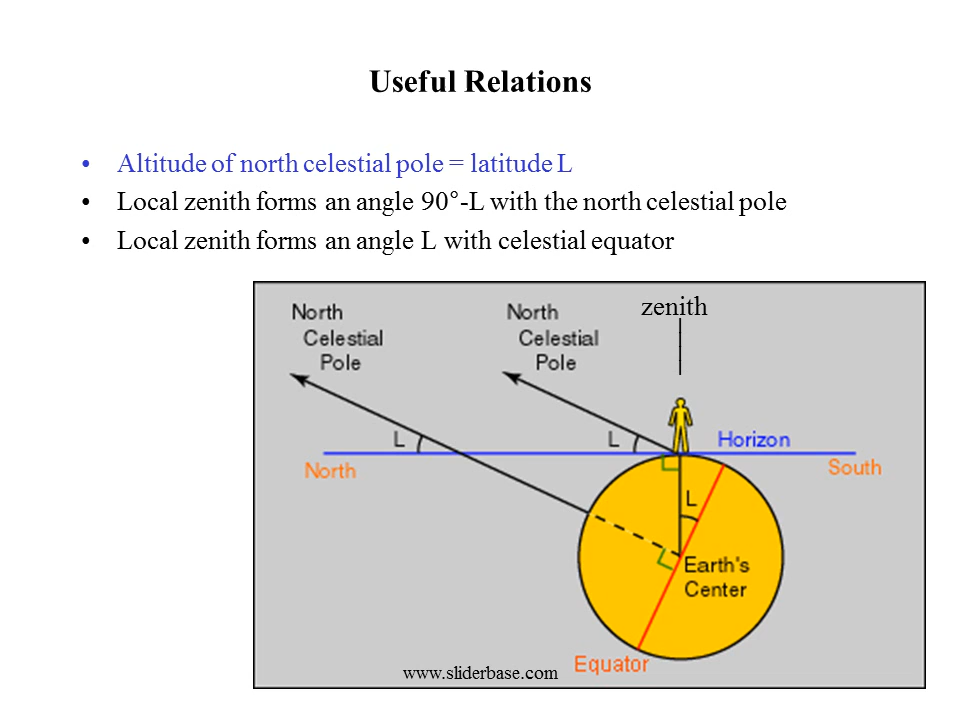 Useful Relations
• Altitude of north celestial pole = latitude L
• Local zenith forms an angle 90°-L with the north celestial pole
• Local zenith forms an angle L with celestial equator
North
Celestial
Pole
North
Celestial
Pole
zenith
L
L
Horizon
North
South
L
Earth's
Center
Equator
www.sliderbase.com